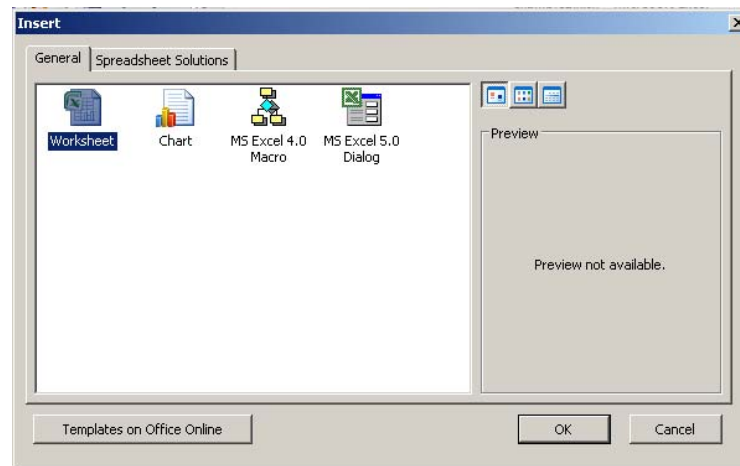 Insert
General Spreadsheet Solutions
Worksheet Chart MS Excel 4.0 Macro MS Excel 5.0 Dialog
Preview
Preview not available.
Templates on Office Online OK Cancel